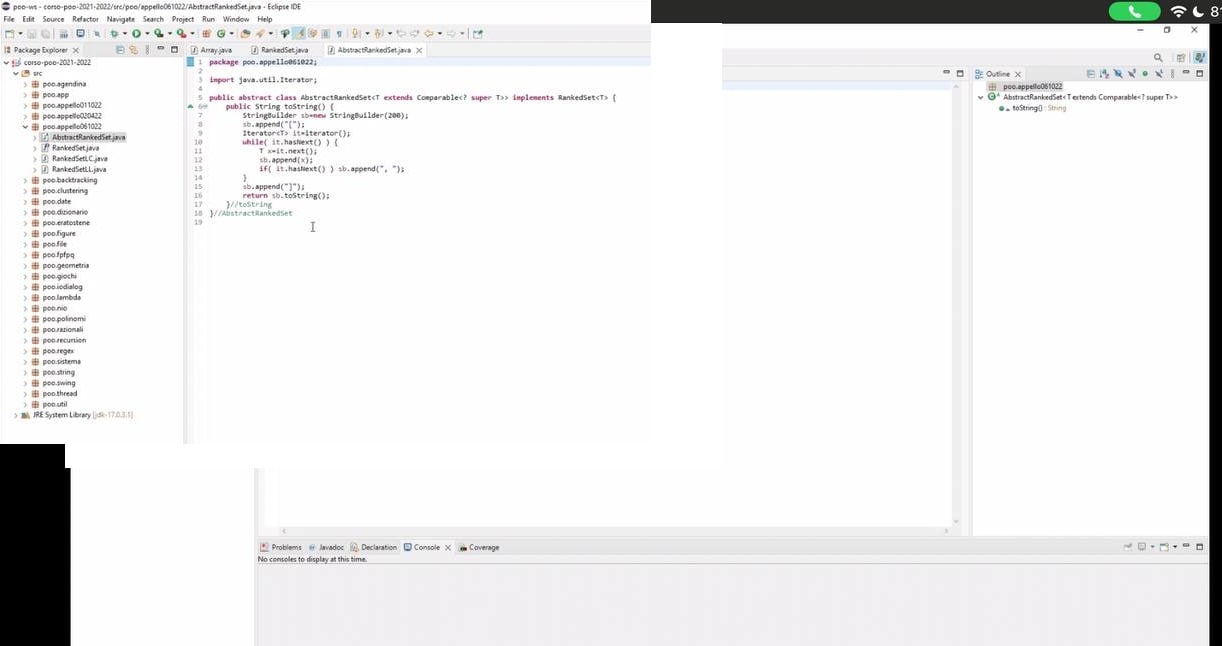 poo-ws - corso-poo-2021-2022/src/poo/appello061022/AbstractRankedSet.java - Eclipse IDE
File Edit Source Refactor Navigate Search Project Run Window Help
81
Package Explorer
Array.java RankedSet.java AbstractRankedSet.java
Outline
corso-poo-2021-2022
src
poo.agendina
poo.app
poo.appello011022
poo.appello020422
poo.appello061022
AbstractRankedSet.java
RankedSet.java
RankedSetLC.java
RankedSetLL.java
poo.backtracking
poo.clustering
poo.date
poo.dizionario
poo.eratostene
poo.figure
poo.file
poo.fpfpq
poo.geometria
poo.giochi
poo.iodialog
poo.lambda
poo.nio
poo.polinomi
poo.razionali
poo.recursion
poo.regex
poo.sistema
poo.string
poo.swing
poo.thread
poo.util
JRE System Library [jdk-17.0.3.1]
1 package poo.appello061022;
2
3 import java.util.Iterator;
4
5 public abstract class AbstractRankedSet<T extends Comparable<? super T>> implements RankedSet<T> {
6 public String toString() {
7 StringBuilder sb=new StringBuilder(200);
8 sb.append("[");
9 Iterator<T> it=iterator();
10 while( it.hasNext() ) {
11 T x=it.next();
12 sb.append(x);
13 if( it.hasNext() ) sb.append(", ");
14 }
15 sb.append("]");
16 return sb.toString();
17 }//toString
18 }//AbstractRankedSet
19
poo.appello061022
AbstractRankedSet<T extends Comparable<? super T>>
toString() : String
Problems Javadoc Declaration Console Coverage
No consoles to display at this time.